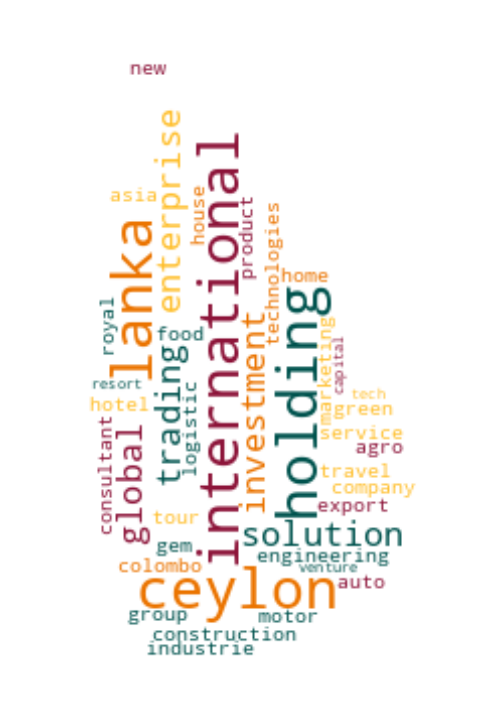 new
enterprise
international
asia
house
product
lanka
technologies
home
holding
royal
food
investment
marketing
capital
trading
resort
logistic
tech
hotel
green
consultant
global
service
agro
travel
company
export
tour
solution
gem
engineering
colombo
venture
ceylon
auto
group
motor
construction
industrie